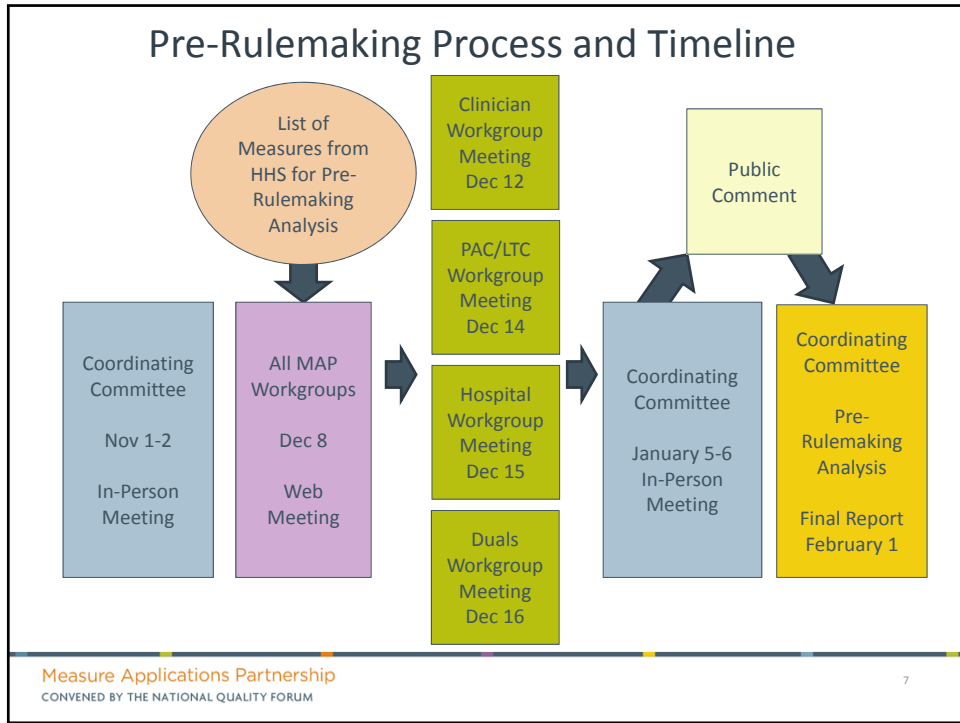 Pre-Rulemaking Process and Timeline
List of
Measures from
HHS for Pre-
Rulemaking
Analysis
Coordinating
Committee
Nov 1-2
In-Person
Meeting
All MAP
Workgroups
Dec 8
Web
Meeting
Clinician
Workgroup
Meeting
Dec 12
PAC/LTC
Workgroup
Meeting
Dec 14
Hospital
Workgroup
Meeting
Dec 15
Duals
Workgroup
Meeting
Dec 16
Coordinating
Committee
January 5-6
In-Person
Meeting
Public
Comment
Coordinating
Committee
Pre-
Rulemaking
Analysis
Final Report
February 1
Measure Applications Partnership
CONVENED BY THE NATIONAL QUALITY FORUM
7